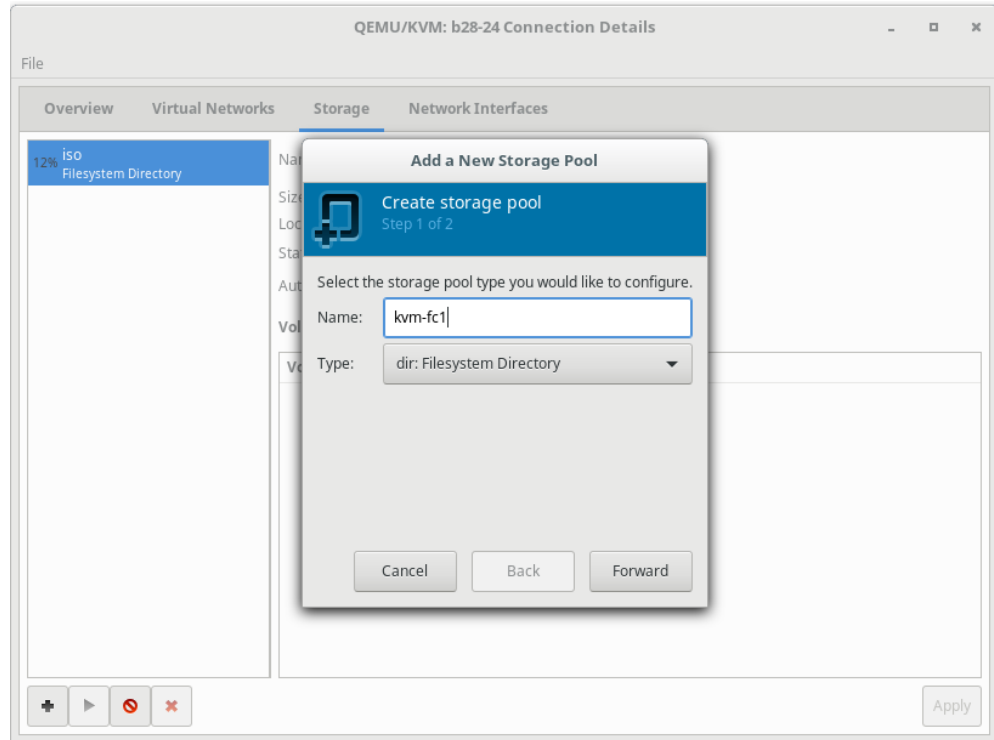 QEMU/KVM: b28-24 Connection Details
File
Overview Virtual Networks Storage Network Interfaces
12% iso
Filesystem Directory
Add a New Storage Pool
Create storage pool
Step 1 of 2
Select the storage pool type you would like to configure.
Name: kvm-fc1
Type: dir: Filesystem Directory
Cancel Back Forward
Apply